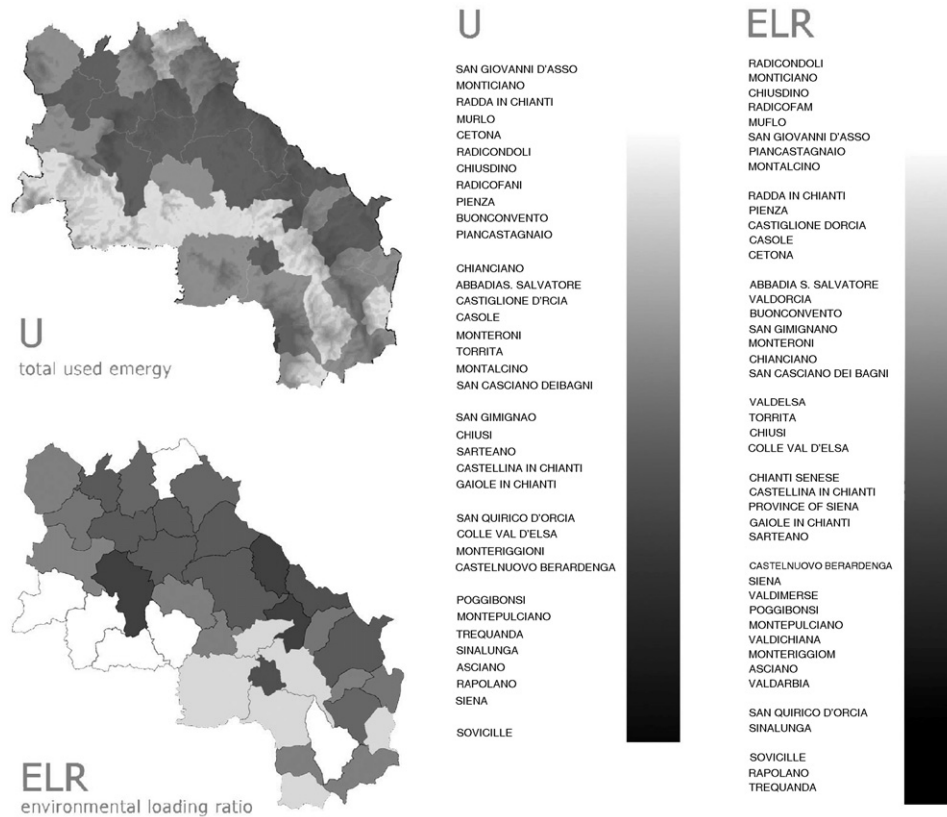 U
total used emergy
ELR
environmental loading ratio
U
SAN GIOVANNI D'ASSO
MONTICIANO
RADDA IN CHIANTI
MURLO
CETONA
RADICONDOLI
CHIUSDINO
RADICOFANI
PIENZA
BUONCONVENTO
PIANCASTAGNAIO
CHIANCIANO
ABBADIAS. SALVATORE
CASTIGLIONE D'RCIA
CASOLE
MONTERONI
TORRITA
MONTALCINO
SAN CASCIANO DEIBAGNI
SAN GIMIGNAO
CHIUSI
SARTEANO
CASTELLINA IN CHIANTI
GAIOLE IN CHIANTI
SAN QUIRICO D'ORCIA
COLLE VAL D'ELSA
MONTERIGGIONI
CASTELNUOVO BERARDENGA
POGGIBONSI
MONTEPULCIANO
TREQUANDA
SINALUNGA
ASCIANO
RAPOLANO
SIENA
SOVICILLE
ELR
RADICONDOLI
MONTICIANO
CHIUSDINO
RADICOFAM
MUFLO
SAN GIOVANNI D'ASSO
PIANCASTAGNAIO
MONTALCINO
RADDA IN CHIANTI
PIENZA
CASTIGLIONE DORCIA
CASOLE
CETONA
ABBADIA S. SALVATORE
VALDORCIA
BUONCONVENTO
SAN GIMIGNANO
MONTERONI
CHIANCIANO
SAN CASCIANO DEI BAGNI
VALDELSA
TORRITA
CHIUSI
COLLE VAL D'ELSA
CHIANTI SENESE
CASTELLINA IN CHIANTI
PROVINCE OF SIENA
GAIOLE IN CHIANTI
SARTEANO
CASTELNUOVO BERARDENGA
SIENA
VALDIMERSE
POGGIBONSI
MONTEPULCIANO
VALDICHIANA
MONTERIGGIOM
ASCIANO
VALDARBIA
SAN QUIRICO D'ORCIA
SINALUNGA
SOVICILLE
RAPOLANO
TREQUANDA